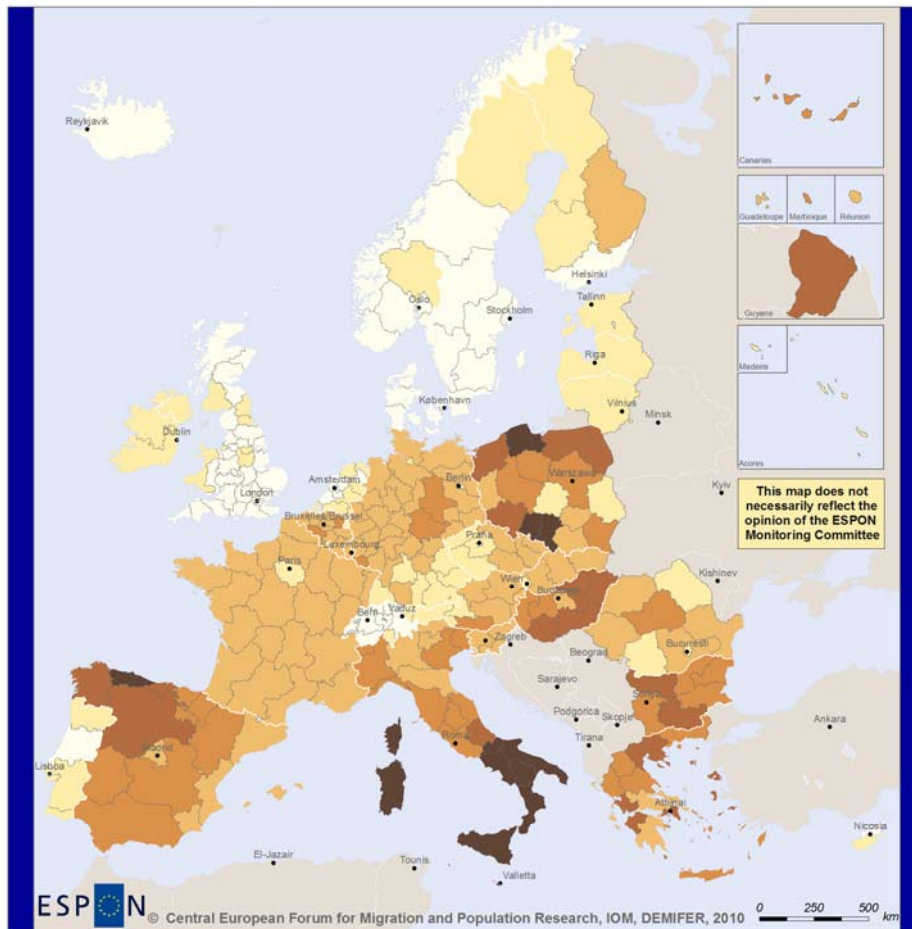 Reykjavik
Canarias
Guadeloupe
Martinique
Réunion
Guyane
Madeira
Acores
Helsinki
Oslo
Stockholm
Tallinn
Riga
Vilnius
Minsk
København
Dublin
London
Amsterdam
Berlin
Warszawa
Kyiv
Bruxelles/Brussel
Luxembourg
Praha
Paris
Wien
Kishinev
Bern
Vaduz
Zagreb
Bucuresti
Beograd
Sarajevo
Sofiya
Podgorica
Skopje
Tirana
Roma
Ankara
Madrid
Lisboa
Athinai
Nicosia
El-Jazair
Tounis
Valletta
This map does not
necessarily reflect the
opinion of the ESPON
Monitoring Committee
ESPON
© Central European Forum for Migration and Population Research, IOM, DEMIFER, 2010
0 250 500
km